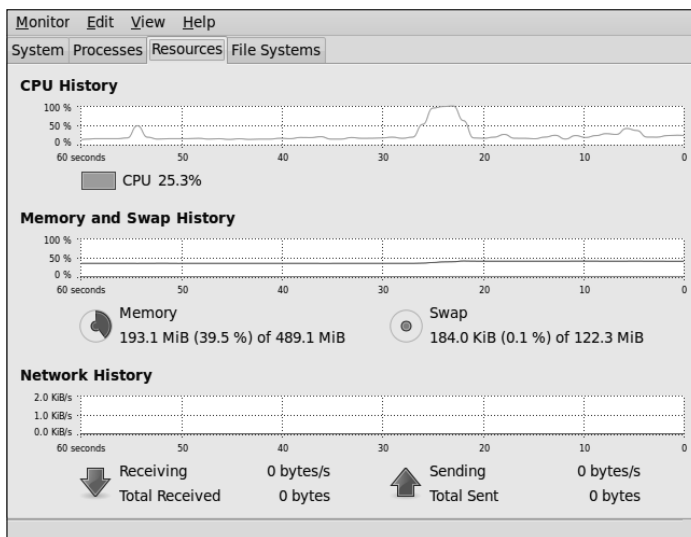 Monitor Edit View Help
System Processes Resources File Systems
CPU History
100 %
50 %
0 %
60 seconds 50 40 30 20 10 0
CPU 25.3%
Memory and Swap History
100 %
50 %
0 %
60 seconds 50 40 30 20 10 0
Memory
193.1 MiB (39.5 %) of 489.1 MiB
Swap
184.0 KiB (0.1 %) of 122.3 MiB
Network History
2.0 KiB/s
1.0 KiB/s
0.0 KiB/s
60 seconds 50 40 30 20 10 0
Receiving 0 bytes/s
Total Received 0 bytes
Sending 0 bytes/s
Total Sent 0 bytes